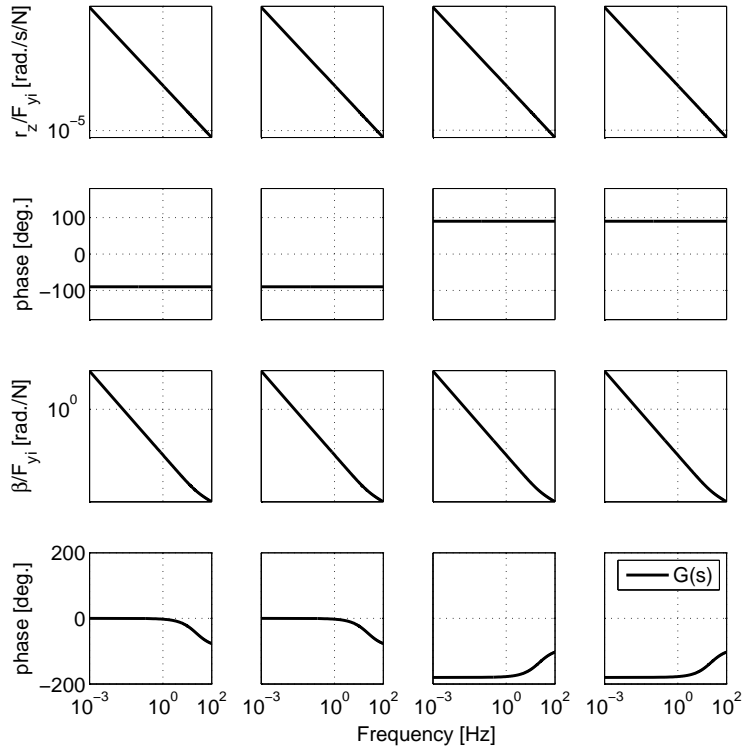 r_z/F_yi [rad./s/N]
10^-5
phase [deg.]
100
0
−100
β/F_yi [rad./N]
10^0
phase [deg.]
200
0
−200
G(s)
10^-3 10^0 10^2 10^-3 10^0 10^2 10^-3 10^0 10^2 10^-3 10^0 10^2
Frequency [Hz]